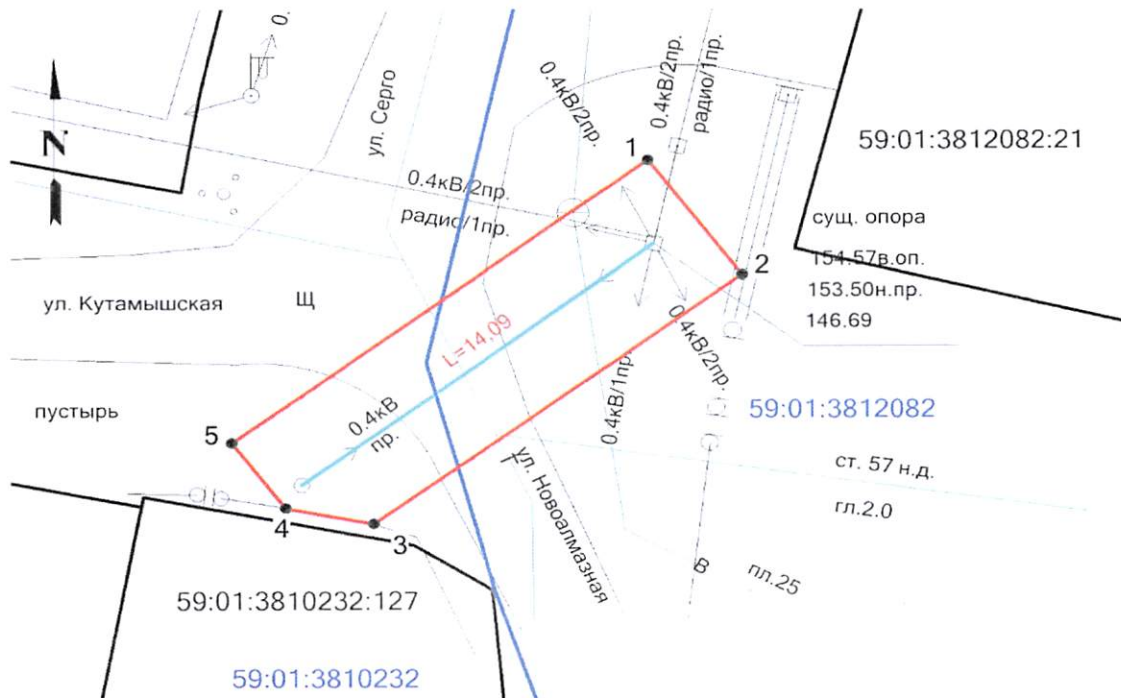 0.
N
ул. Серго
0.4кВ/2пр.
0.4кВ/2пр.
радио/1пр.
1
59:01:3812082:21
0.4кВ/2пр.
радио/1пр.
сущ. опора
154.57в.оп.
153.50н.пр.
146.69
2
ул. Кутамышская
Щ
L=14,09
0.4кВ/2пр.
0.4кВ/1пр.
пустырь
0.4кВ
пр.
59:01:3812082
5
ул. Новоалмазная
ст. 57 н.д.
гл.2.0
4
3
В
пл.25
59:01:3810232:127
59:01:3810232